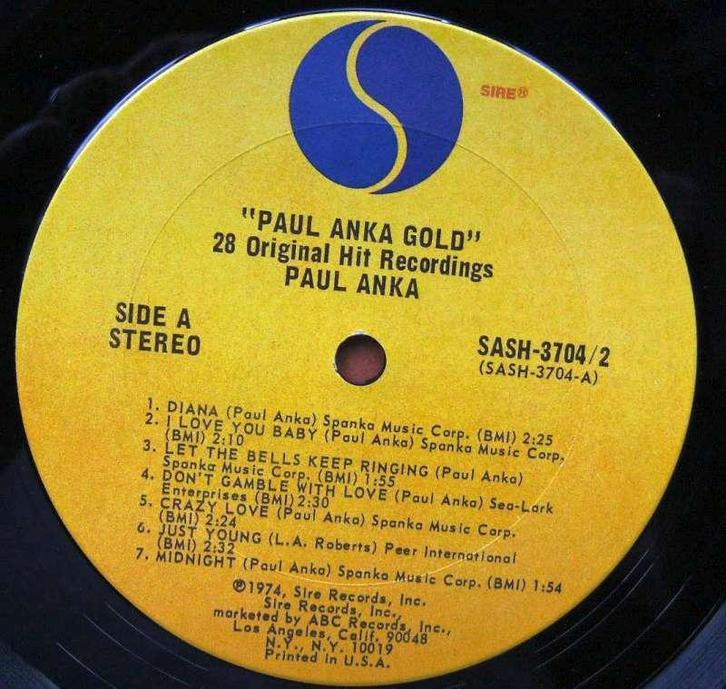 SIRE®
"PAUL ANKA GOLD"
28 Original Hit Recordings
PAUL ANKA
SIDE A
STEREO
SASH-3704/2
(SASH-3704-A)
1. DIANA (Paul Anka) Spanka Music Corp. (BMI) 2:25
2. I LOVE YOU BABY (Paul Anka) Spanka Music Corp.
(BMI) 2:10
3. LET THE BELLS KEEP RINGING (Paul Anka)
Spanka Music Corp. (BMI) 1:55
4. DON'T GAMBLE WITH LOVE (Paul Anka) Sea-Lark
Enterprises (BMI) 2:30
5. CRAZY LOVE (Paul Anka) Spanka Music Corp.
(BMI) 2:24
6. JUST YOUNG (L.A. Roberts) Peer International
(BMI) 2:32
7. MIDNIGHT (Paul Anka) Spanka Music Corp. (BMI) 1:54
℗1974, Sire Records, Inc.
Sire Records, Inc.,
marketed by ABC Records, Inc.,
Los Angeles, Calif. 90048
N.Y., N.Y. 10019
Printed in U.S.A.